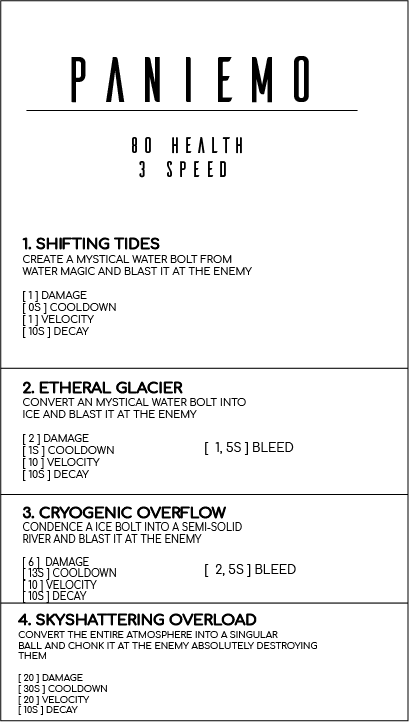 PANIEMO
80 HEALTH
3 SPEED
1. SHIFTING TIDES
CREATE A MYSTICAL WATER BOLT FROM
WATER MAGIC AND BLAST IT AT THE ENEMY
[ 1 ] DAMAGE
[ 0S ] COOLDOWN
[ 1 ] VELOCITY
[ 10S ] DECAY
2. ETHERAL GLACIER
CONVERT AN MYSTICAL WATER BOLT INTO
ICE AND BLAST IT AT THE ENEMY
[ 2 ] DAMAGE
[ 1S ] COOLDOWN
[ 1, 5S ] BLEED
[ 10 ] VELOCITY
[ 10S ] DECAY
3. CRYOGENIC OVERFLOW
CONDENCE A ICE BOLT INTO A SEMI-SOLID
RIVER AND BLAST IT AT THE ENEMY
[ 6 ] DAMAGE
[ 13S ] COOLDOWN
[ 2, 5S ] BLEED
[ 10 ] VELOCITY
[ 10S ] DECAY
4. SKYSHATTERING OVERLOAD
CONVERT THE ENTIRE ATMOSPHERE INTO A SINGULAR
BALL AND CHONK IT AT THE ENEMY ABSOLUTELY DESTROYING
THEM
[ 20 ] DAMAGE
[ 30S ] COOLDOWN
[ 20 ] VELOCITY
[ 10S ] DECAY